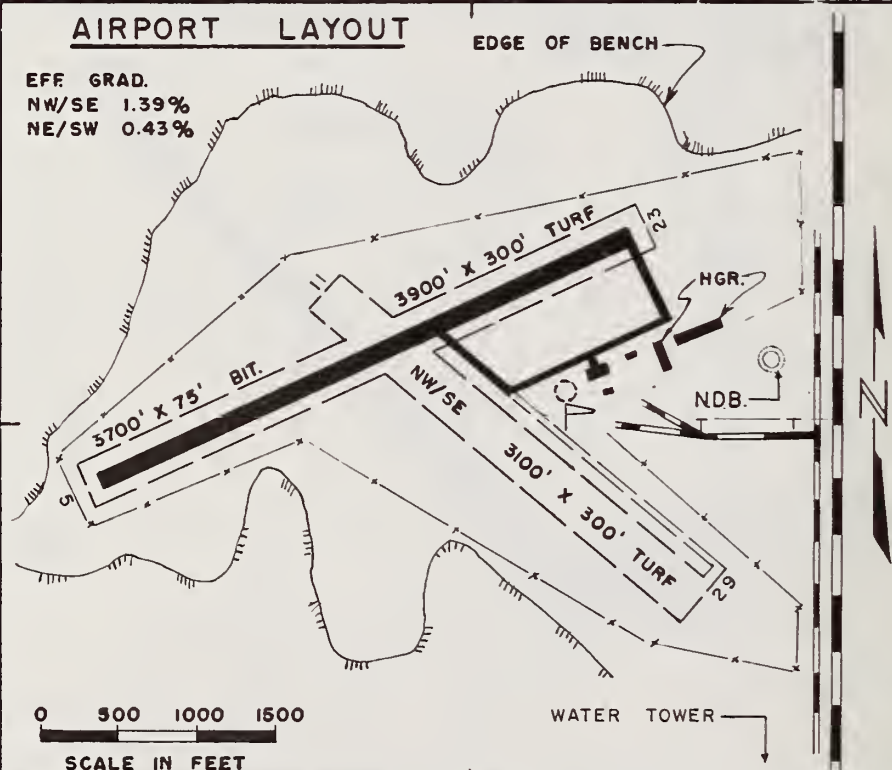 AIRPORT LAYOUT
EDGE OF BENCH
EFF. GRAD.
NW/SE 1.39%
NE/SW 0.43%
3900' X 300' TURF
23
11
HGR.
3700' X 75' BIT.
N.D.B.
N
NW/SE
3100' X 300' TURF
5
29
0 500 1000 1500
SCALE IN FEET
WATER TOWER